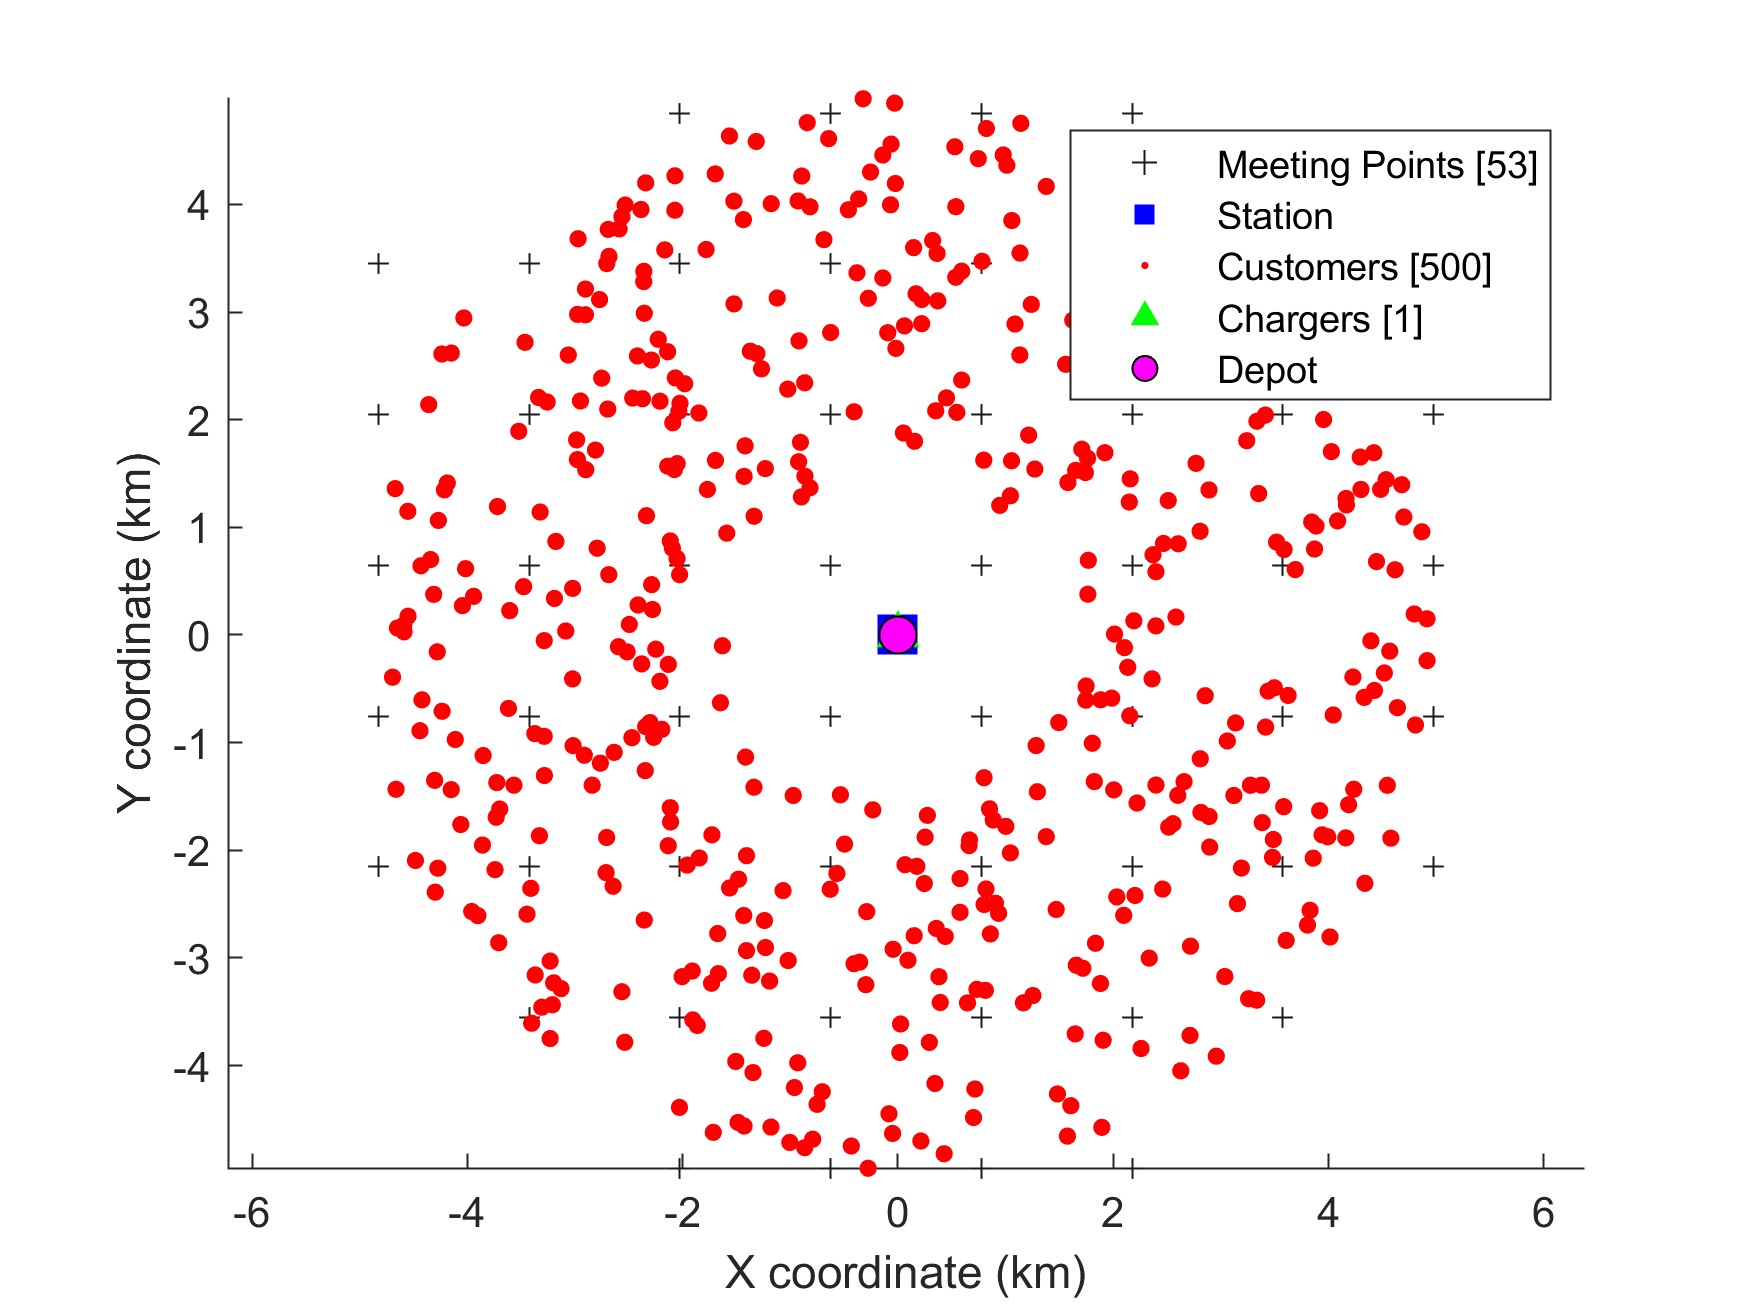 4
3
2
1
0
-1
-2
-3
-4
Y coordinate (km)
Meeting Points [53]
Station
Customers [500]
Chargers [1]
Depot
-6 -4 -2 0 2 4 6
X coordinate (km)